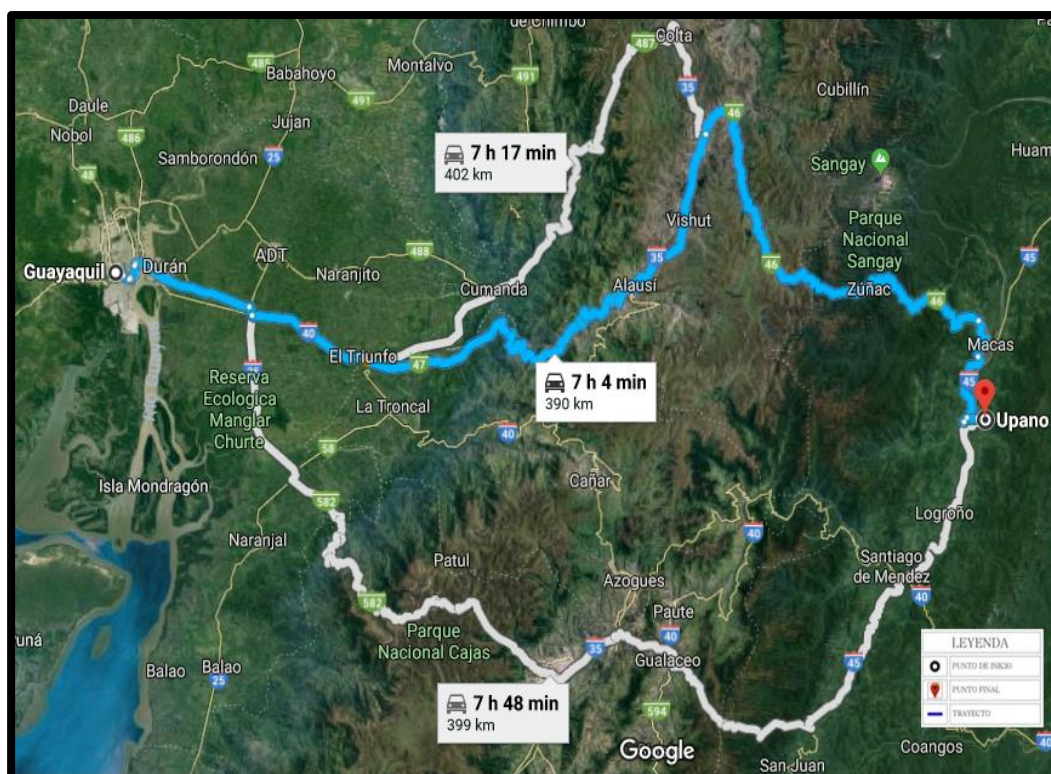 de Chimbo
Pa
Colta
487
485
Babahoyo
Montalvo
491
35
Cubillín
Daule
486
491
46
Nobol
Jujan
Huam
48
Samborondón
25
7 h 17 min
402 km
Sangay
Vishut
Parque
Nacional
Sangay
Guayaquil
Durán
ADT
488
35
46
45
Naranjito
Cumanda
Alausí
Zúñac
46
40
El Triunfo
47
Macas
7 h 4 min
390 km
45
Reserva
Ecologica
Manglar
Churte
La Troncal
40
Upano
58
Cañar
Isla Mondragón
582
Logroño
Naranjal
40
Patul
Santiago
de Méndez
Azogues
40
582
Paute
Parque
Nacional Cajas
35
40
runá
Gualaceo
45
LEYENDA
PUNTO DE INICIO
PUNTO FINAL
TRAYECTO
Balao
Balao
25
7 h 48 min
399 km
594
Google
San Juan
Coangos
40